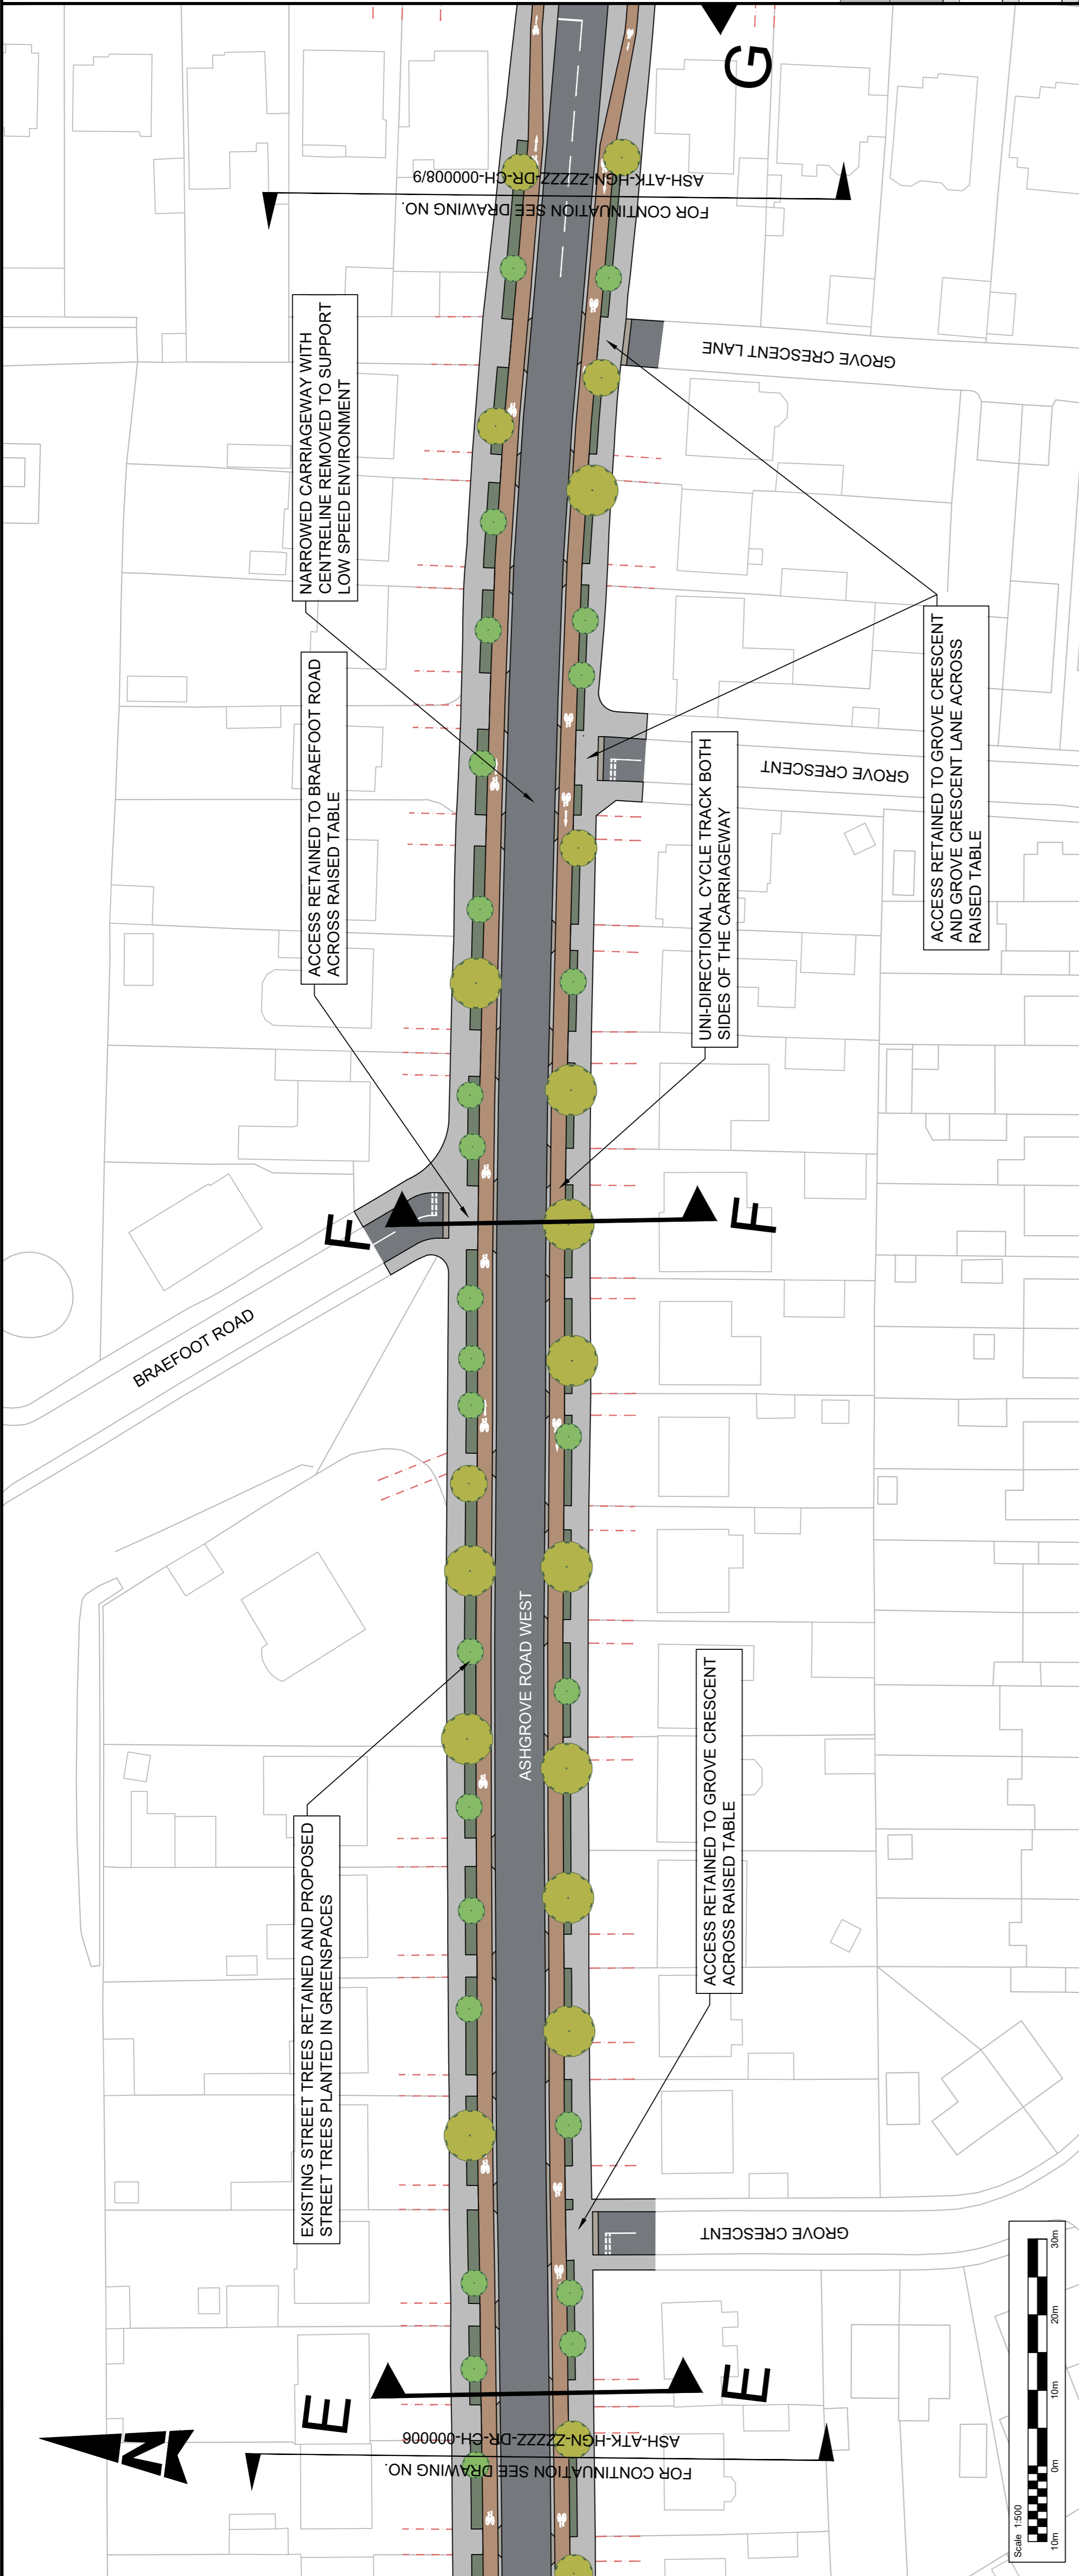 G
ASH-ATK-HGN-ZZZZZ-DR-CH-000008/9
FOR CONTINUATION SEE DRAWING NO.
NARROWED CARRIAGEWAY WITH
CENTRELINE REMOVED TO SUPPORT
LOW SPEED ENVIRONMENT
GROVE CRESCENT LANE
ACCESS RETAINED TO BRAEFOOT ROAD
ACROSS RAISED TABLE
ACCESS RETAINED TO GROVE CRESCENT
AND GROVE CRESCENT LANE ACROSS
RAISED TABLE
GROVE CRESCENT
UNI-DIRECTIONAL CYCLE TRACK BOTH
SIDES OF THE CARRIAGEWAY
F
F
BRAEFOOT ROAD
ASHGROVE ROAD WEST
EXISTING STREET TREES RETAINED AND PROPOSED
STREET TREES PLANTED IN GREENSPACES
ACCESS RETAINED TO GROVE CRESCENT
ACROSS RAISED TABLE
GROVE CRESCENT
E
E
N
ASH-ATK-HGN-ZZZZZ-DR-CH-000006
FOR CONTINUATION SEE DRAWING NO.
Scale 1:500
10m 0m 10m 20m 30m